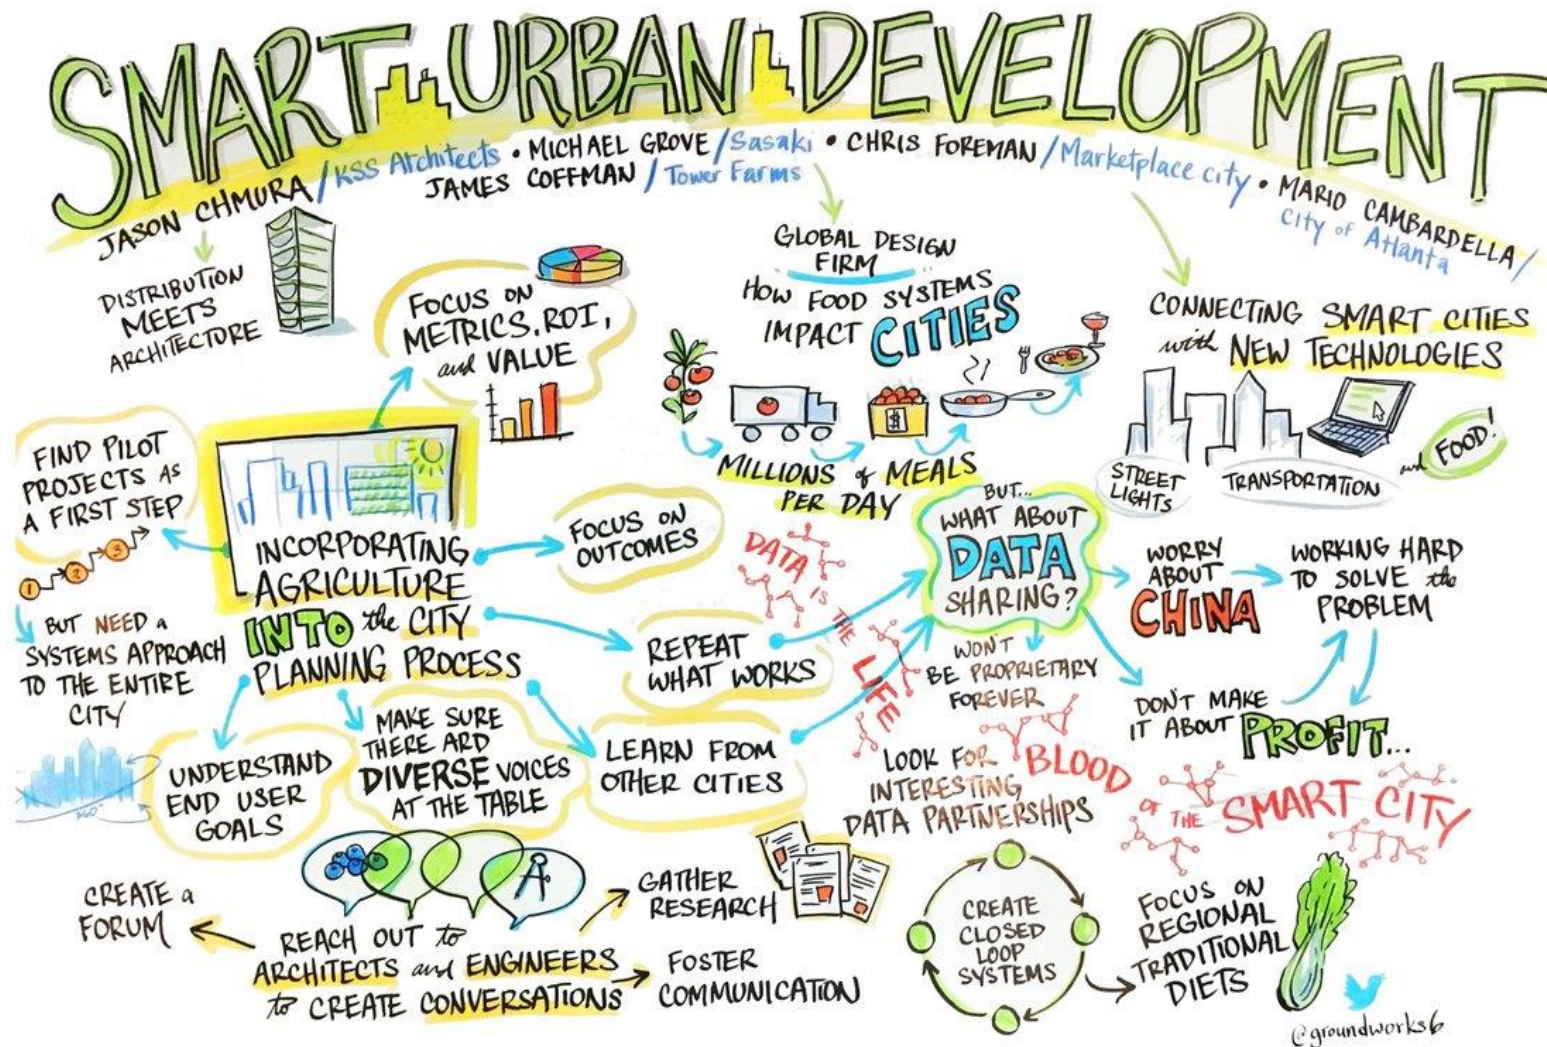 SMART URBAN DEVELOPMENT
JASON CHMURA / KSS Architects • MICHAEL GROVE / Sasaki • CHRIS FOREMAN / Marketplace city • MARIO CAMBARDELLA /
JAMES COFFMAN / Tower Farms
City of Atlanta
DISTRIBUTION
MEETS
ARCHITECTURE
FOCUS ON
METRICS, ROI,
and VALUE
GLOBAL DESIGN
FIRM
HOW FOOD SYSTEMS
IMPACT CITIES
$
MILLIONS of MEALS
PER DAY
CONNECTING SMART CITIES
with NEW TECHNOLOGIES
STREET
LIGHTS
TRANSPORTATION
and FOOD!
FIND PILOT
PROJECTS AS
A FIRST STEP
1 2 3
BUT NEED a
SYSTEMS APPROACH
TO THE ENTIRE
CITY
360°
INCORPORATING
AGRICULTURE
INTO the CITY
PLANNING PROCESS
FOCUS ON
OUTCOMES
REPEAT
WHAT WORKS
LEARN FROM
OTHER CITIES
MAKE SURE
THERE ARD
DIVERSE VOICES
AT THE TABLE
UNDERSTAND
END USER
GOALS
BUT...
WHAT ABOUT
DATA
SHARING?
WORRY
ABOUT
CHINA
WORKING HARD
TO SOLVE the
PROBLEM
WON'T
BE PROPRIETARY
FOREVER
DON'T MAKE
IT ABOUT PROFIT...
DATA IS THE LIFE BLOOD OF THE SMART CITY
LOOK FOR
INTERESTING
DATA PARTNERSHIPS
CREATE a
FORUM
REACH OUT to
ARCHITECTS and ENGINEERS
to CREATE CONVERSATIONS
GATHER
RESEARCH
FOSTER
COMMUNICATION
CREATE
CLOSED
LOOP
SYSTEMS
FOCUS ON
REGIONAL
TRADITIONAL
DIETS
@groundworks6